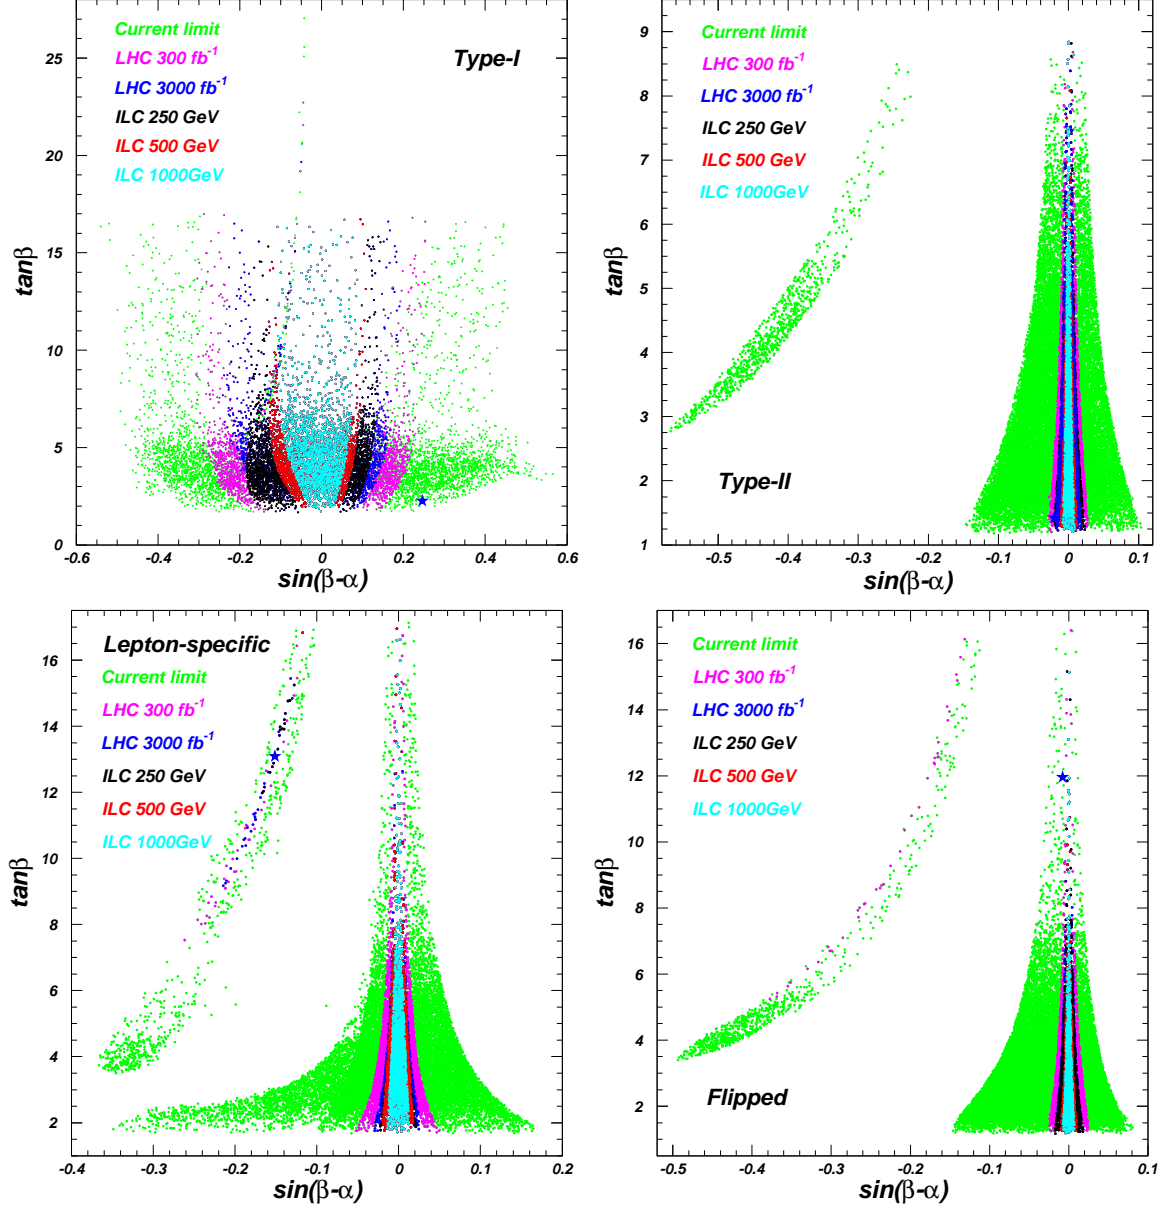 Current limit
LHC 300 fb⁻¹
LHC 3000 fb⁻¹
ILC 250 GeV
ILC 500 GeV
ILC 1000GeV
Type-I
25
20
15
10
5
0
tanβ
-0.6 -0.4 -0.2 0.0 0.2 0.4 0.6
sin(β-α)
Current limit
LHC 300 fb⁻¹
LHC 3000 fb⁻¹
ILC 250 GeV
ILC 500 GeV
ILC 1000GeV
Type-II
9
8
7
6
5
4
3
2
1
tanβ
-0.5 -0.4 -0.3 -0.2 -0.1 0 0.1
sin(β-α)
Lepton-specific
Current limit
LHC 300 fb⁻¹
LHC 3000 fb⁻¹
ILC 250 GeV
ILC 500 GeV
ILC 1000GeV
16
14
12
10
8
6
4
2
tanβ
-0.4 -0.3 -0.2 -0.1 0 0.1 0.2
sin(β-α)
Current limit
LHC 300 fb⁻¹
LHC 3000 fb⁻¹
ILC 250 GeV
ILC 500 GeV
ILC 1000GeV
Flipped
16
14
12
10
8
6
4
2
tanβ
-0.5 -0.4 -0.3 -0.2 -0.1 0 0.1
sin(β-α)